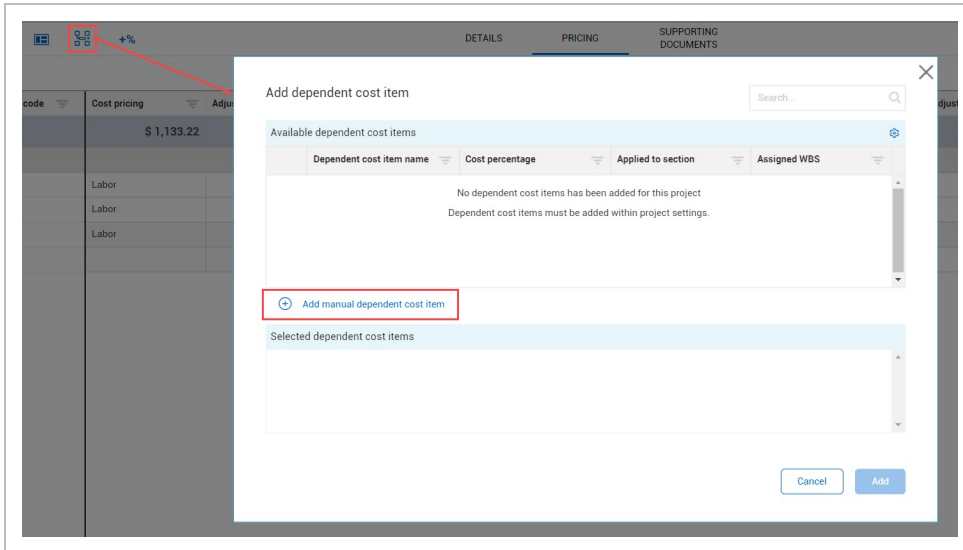 +%
DETAILS
PRICING
SUPPORTING
DOCUMENTS
Add dependent cost item
Search...
code
Cost pricing
$ 1,133.22
Available dependent cost items
Dependent cost item name
Cost percentage
Applied to section
Assigned WBS
No dependent cost items has been added for this project
Dependent cost items must be added within project settings.
Labor
Labor
Labor
Add manual dependent cost item
Selected dependent cost items
Cancel
Add